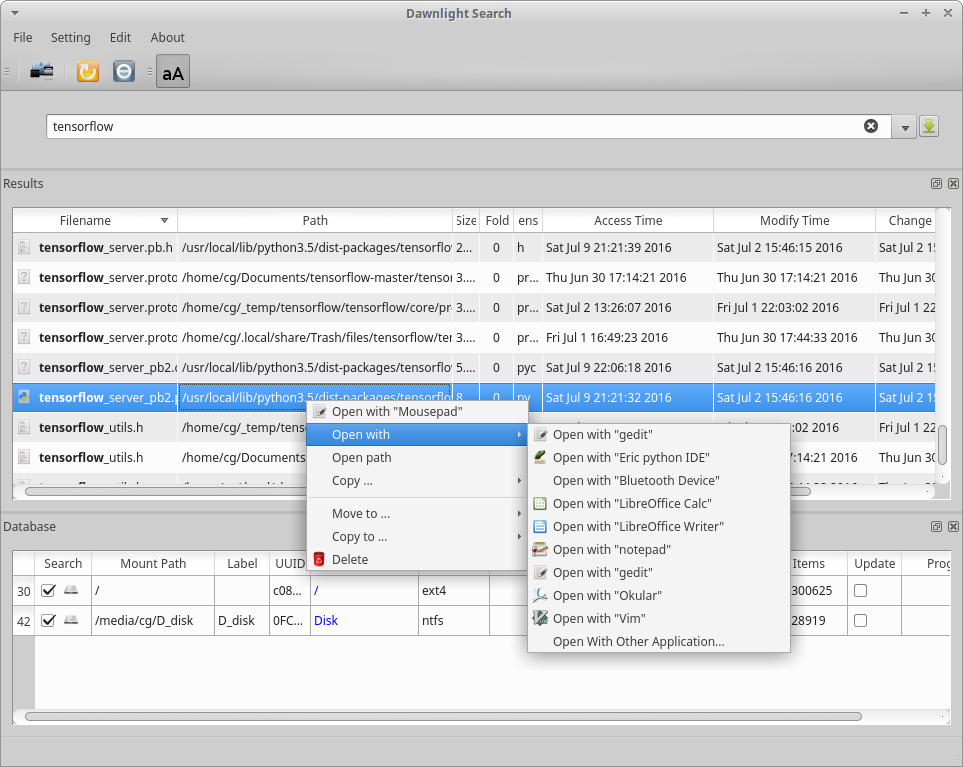 Dawnlight Search
File Setting Edit About
aA
tensorflow
Results
Filename Path Size Fold ens Access Time Modify Time Change
tensorflow_server.pb.h /usr/local/lib/python3.5/dist-packages/tensorflo 2... 0 h Sat Jul 9 21:21:39 2016 Sat Jul 2 15:46:15 2016 Sat Jul 2 1
tensorflow_server.proto /home/cg/Documents/tensorflow-master/tensor 3.... 0 pr... Thu Jun 30 17:14:21 2016 Thu Jun 30 17:14:21 2016 Thu Jun 30
tensorflow_server.proto /home/cg/_temp/tensorflow/tensorflow/core/pr 3.... 0 pr... Sat Jul 2 13:26:07 2016 Fri Jul 1 22:03:02 2016 Fri Jul 1 22
tensorflow_server.proto /home/cg/.local/share/Trash/files/tensorflow/te 3.... 0 pr... Fri Jul 1 16:49:23 2016 Thu Jun 30 17:44:33 2016 Thu Jun 30
tensorflow_server_pb2. /usr/local/lib/python3.5/dist-packages/tensorflo 5.... 0 pyc Sat Jul 9 22:06:18 2016 Sat Jul 2 15:46:16 2016 Sat Jul 2 1
tensorflow_server_pb2. /usr/local/lib/python3.5/dist-packages/tensorflo 8 0 py Sat Jul 9 21:21:32 2016 Sat Jul 2 15:46:16 2016 Sat Jul 2 1
tensorflow_utils.h /home/cg/_temp/tens 22:03:02 2016 Fri Jul 1 22
tensorflow_utils.h /home/cg/Documents 7:14:21 2016 Thu Jun 30
Open with "Mousepad"
Open with
Open path
Copy ...
Move to ...
Copy to ...
Delete
Open with "gedit"
Open with "Eric python IDE"
Open with "Bluetooth Device"
Open with "LibreOffice Calc"
Open with "LibreOffice Writer"
Open with "notepad"
Open with "gedit"
Open with "Okular"
Open with "Vim"
Open With Other Application...
Database
Search Mount Path Label UUID Items Update Prog
30 / c08... / ext4 300625
42 /media/cg/D_disk D_disk 0FC... Disk ntfs 28919